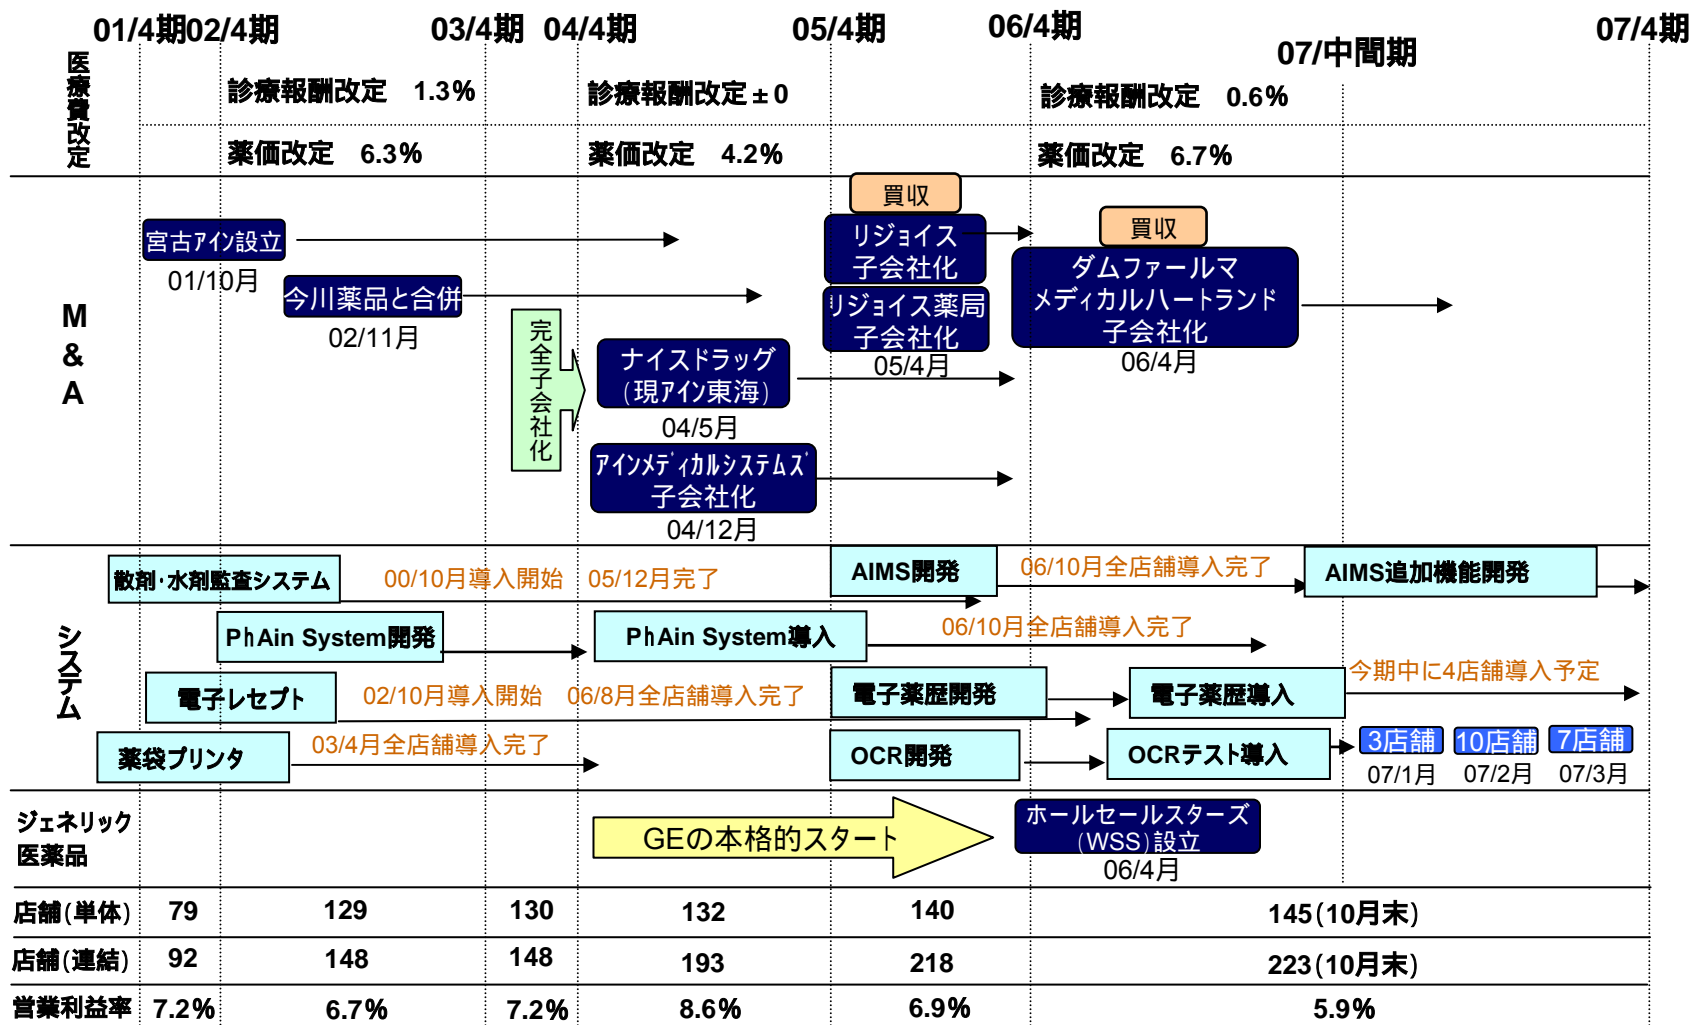 01/4期 02/4期 03/4期 04/4期 05/4期 06/4期 07/中間期 07/4期
医療費改定
診療報酬改定 1.3% 診療報酬改定±0 診療報酬改定 0.6%
薬価改定 6.3% 薬価改定 4.2% 薬価改定 6.7%
M
&
A
宮古アイン設立
01/10月
今川薬品と合併
02/11月
完全子会社化
ナイスドラッグ
(現アイン東海)
04/5月
アインメディカルシステムズ
子会社化
04/12月
買収
リジョイス
子会社化
リジョイス薬局
子会社化
05/4月
買収
ダムファールマ
メディカルハートランド
子会社化
06/4月
システム
散剤・水剤監査システム 00/10月導入開始 05/12月完了 AIMS開発 06/10月全店舗導入完了 AIMS追加機能開発
PhAin System開発 PhAin System導入 06/10月全店舗導入完了
電子レセプト 02/10月導入開始 06/8月全店舗導入完了 電子薬歴開発 電子薬歴導入 今期中に4店舗導入予定
薬袋プリンタ 03/4月全店舗導入完了 OCR開発 OCRテスト導入 3店舗 10店舗 7店舗
07/1月 07/2月 07/3月
ジェネリック
医薬品
GEの本格的スタート
ホールセールスターズ
(WSS)設立
06/4月
店舗(単体) 79 129 130 132 140 145(10月末)
店舗(連結) 92 148 148 193 218 223(10月末)
営業利益率 7.2% 6.7% 7.2% 8.6% 6.9% 5.9%